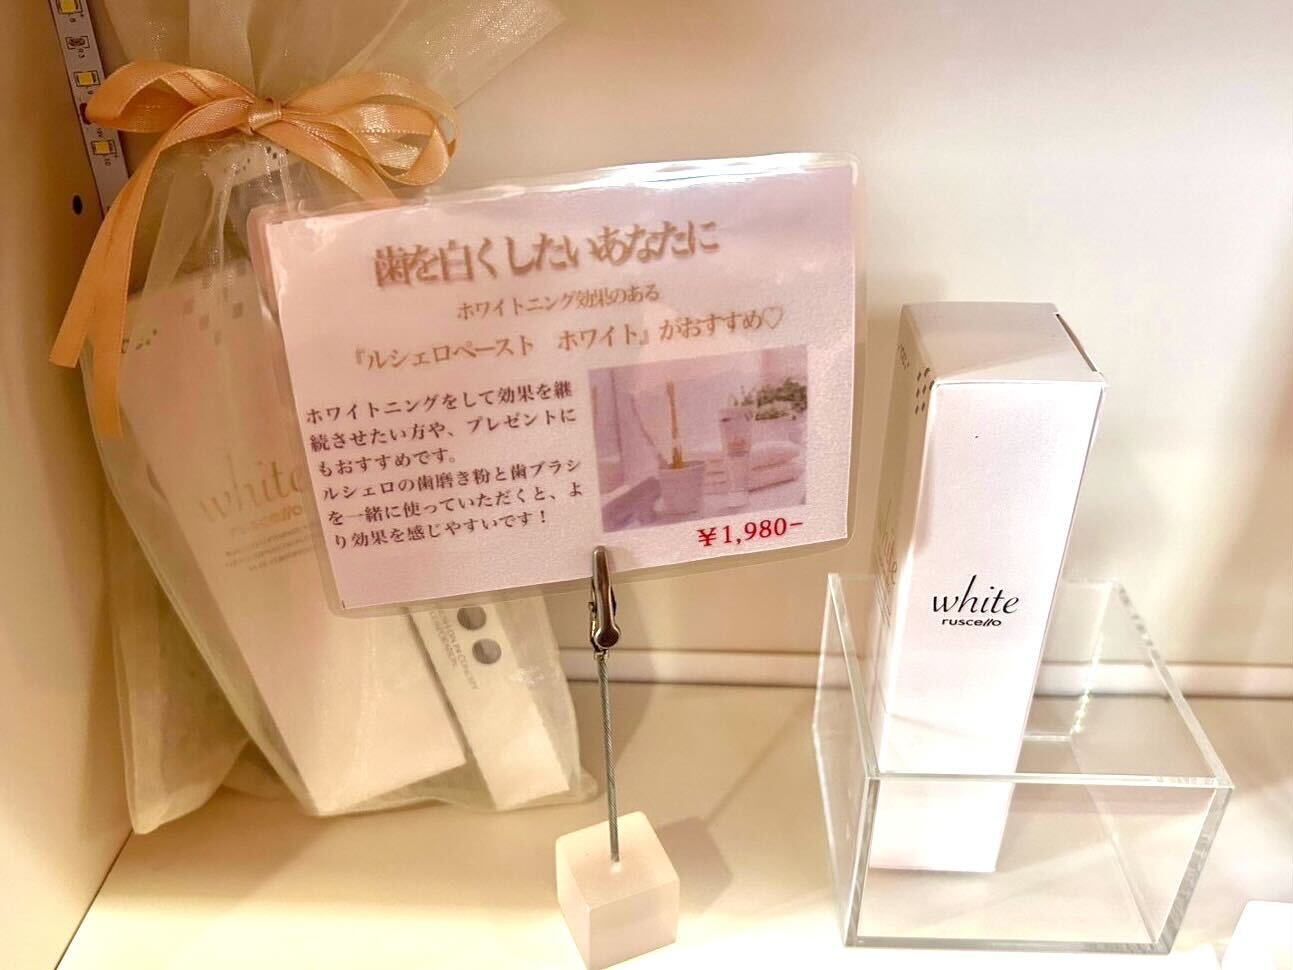 歯を白くしたいあなたに
ホワイトニング効果のある
『ルシェロペースト ホワイト』がおすすめ♡
ホワイトニングをして効果を継
続させたい方や、プレゼントに
もおすすめです。
ルシェロの歯磨き粉と歯ブラシ
を一緒に使っていただくと、よ
り効果を感じやすいです！
￥1,980−
white
ruscello
white
ruscello